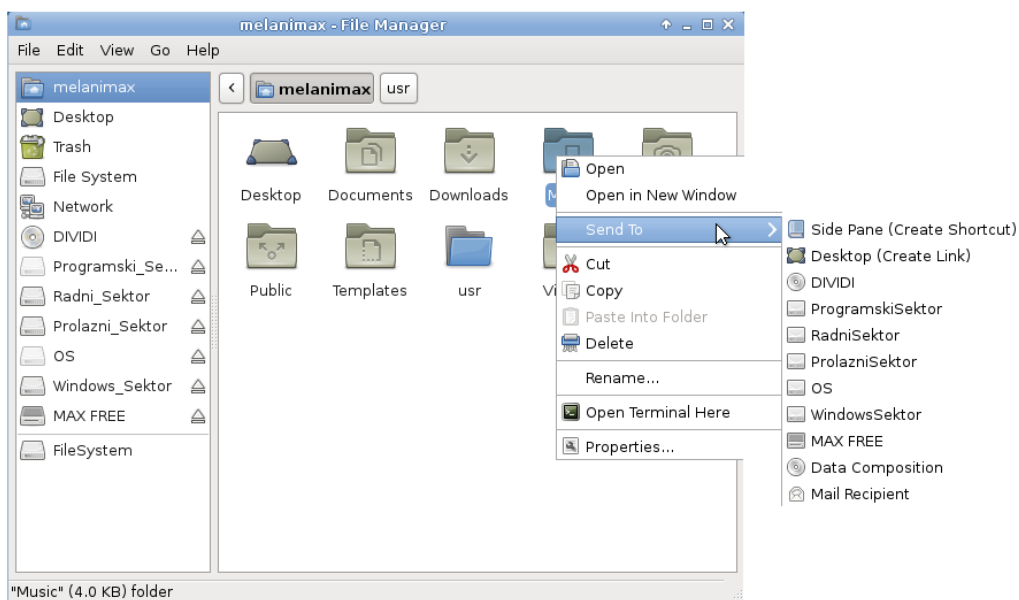 melanimax - File Manager
File Edit View Go Help
melanimax
Desktop
Trash
File System
Network
DIVIDI
Programski_Se...
Radni_Sektor
Prolazni_Sektor
OS
Windows_Sektor
MAX FREE
FileSystem
melanimax usr
Desktop Documents Downloads
Public Templates usr
Open
Open in New Window
Send To
Cut
Copy
Paste Into Folder
Delete
Rename...
Open Terminal Here
Properties...
Side Pane (Create Shortcut)
Desktop (Create Link)
DIVIDI
ProgramskiSektor
RadniSektor
ProlazniSektor
OS
WindowsSektor
MAX FREE
Data Composition
Mail Recipient
"Music" (4.0 KB) folder